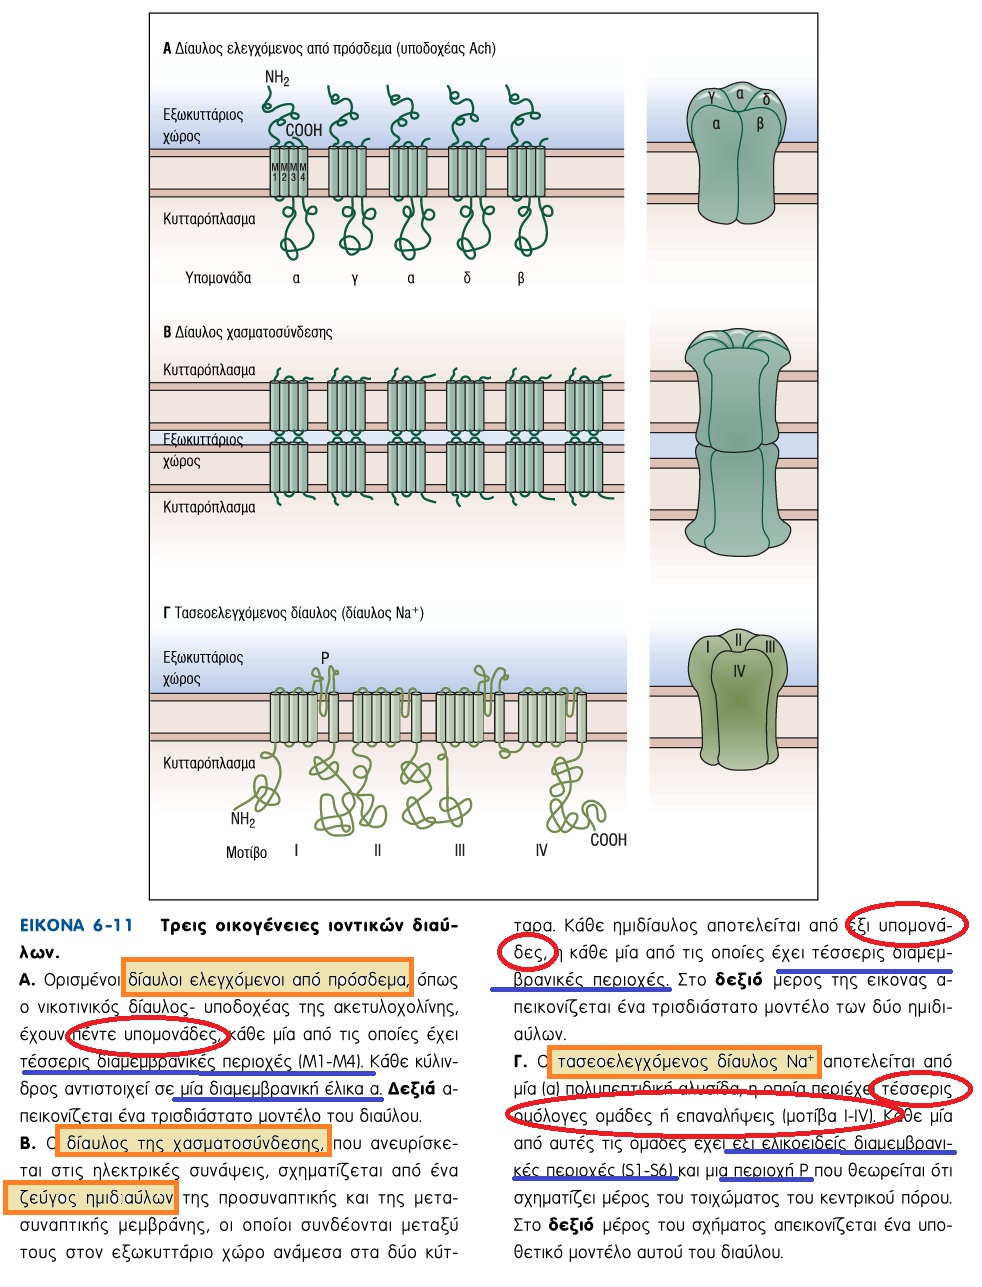 Α Δίαυλος ελεγχόμενος από πρόσδεμα (υποδοχέας Ach)
NH2
Εξωκυττάριος
χώρος
COOH
M1 M2 M3 M4
Κυτταρόπλασμα
Υπομονάδα α γ α δ β
γ α δ
α β
Β Δίαυλος χασματοσύνδεσης
Κυτταρόπλασμα
Εξωκυττάριος
χώρος
Κυτταρόπλασμα
Γ Τασεοελεγχόμενος δίαυλος (δίαυλος Na+)
Εξωκυττάριος
χώρος
P
Κυτταρόπλασμα
NH2
COOH
Μοτίβο I II III IV
I II III
IV
ΕΙΚΟΝΑ 6-11 Τρεις οικογένειες ιοντικών διαύ-
λων.
Α. Ορισμένοι δίαυλοι ελεγχόμενοι από πρόσδεμα, όπως
ο νικοτινικός δίαυλος- υποδοχέας της ακετυλοχολίνης,
έχουν πέντε υπομονάδες, κάθε μία από τις οποίες έχει
τέσσερις διαμεμβρανικές περιοχές (Μ1-Μ4). Κάθε κύλιν-
δρος αντιστοιχεί σε μία διαμεμβρανική έλικα α. Δεξιά α-
πεικονίζεται ένα τρισδιάστατο μοντέλο του διαύλου.
Β. Ο δίαυλος της χασματοσύνδεσης, που ανευρίσκε-
ται στις ηλεκτρικές συνάψεις, σχηματίζεται από ένα
ζεύγος ημιδιαύλων της προσυναπτικής και της μετα-
συναπτικής μεμβράνης, οι οποίοι συνδέονται μεταξύ
τους στον εξωκυττάριο χώρο ανάμεσα στα δύο κύτ-
ταρα. Κάθε ημιδίαυλος αποτελείται από έξι υπομονά-
δες, η κάθε μία από τις οποίες έχει τέσσερις διαμεμ-
βρανικές περιοχές. Στο δεξιό μέρος της εικόνας α-
πεικονίζεται ένα τρισδιάστατο μοντέλο των δύο ημιδι-
αύλων.
Γ. Ο τασεοελεγχόμενος δίαυλος Na+ αποτελείται από
μία (α) πολυπεπτιδική αλυσίδα, η οποία περιέχει τέσσερις
ομόλογες ομάδες ή επαναλήψεις (μοτίβα I-IV). Κάθε μία
από αυτές τις ομάδες έχει έξι ελικοειδείς διαμεμβρανι-
κές περιοχές (S1-S6) και μια περιοχή Ρ που θεωρείται ότι
σχηματίζει μέρος του τοιχώματος του κεντρικού πόρου.
Στο δεξιό μέρος του σχήματος απεικονίζεται ένα υπο-
θετικό μοντέλο αυτού του διαύλου.